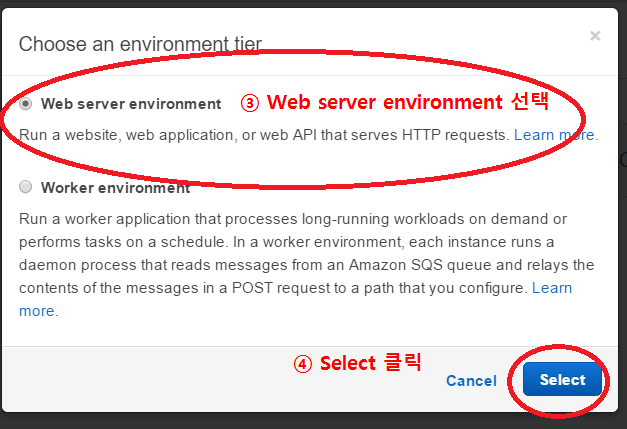 Choose an environment tier
×
Web server environment ③ Web server environment 선택
Run a website, web application, or web API that serves HTTP requests. Learn more.
Worker environment
Run a worker application that processes long-running workloads on demand or
performs tasks on a schedule. In a worker environment, each instance runs a
daemon process that reads messages from an Amazon SQS queue and relays the
contents of the messages in a POST request to a path that you configure. Learn
more.
④ Select 클릭
Cancel Select